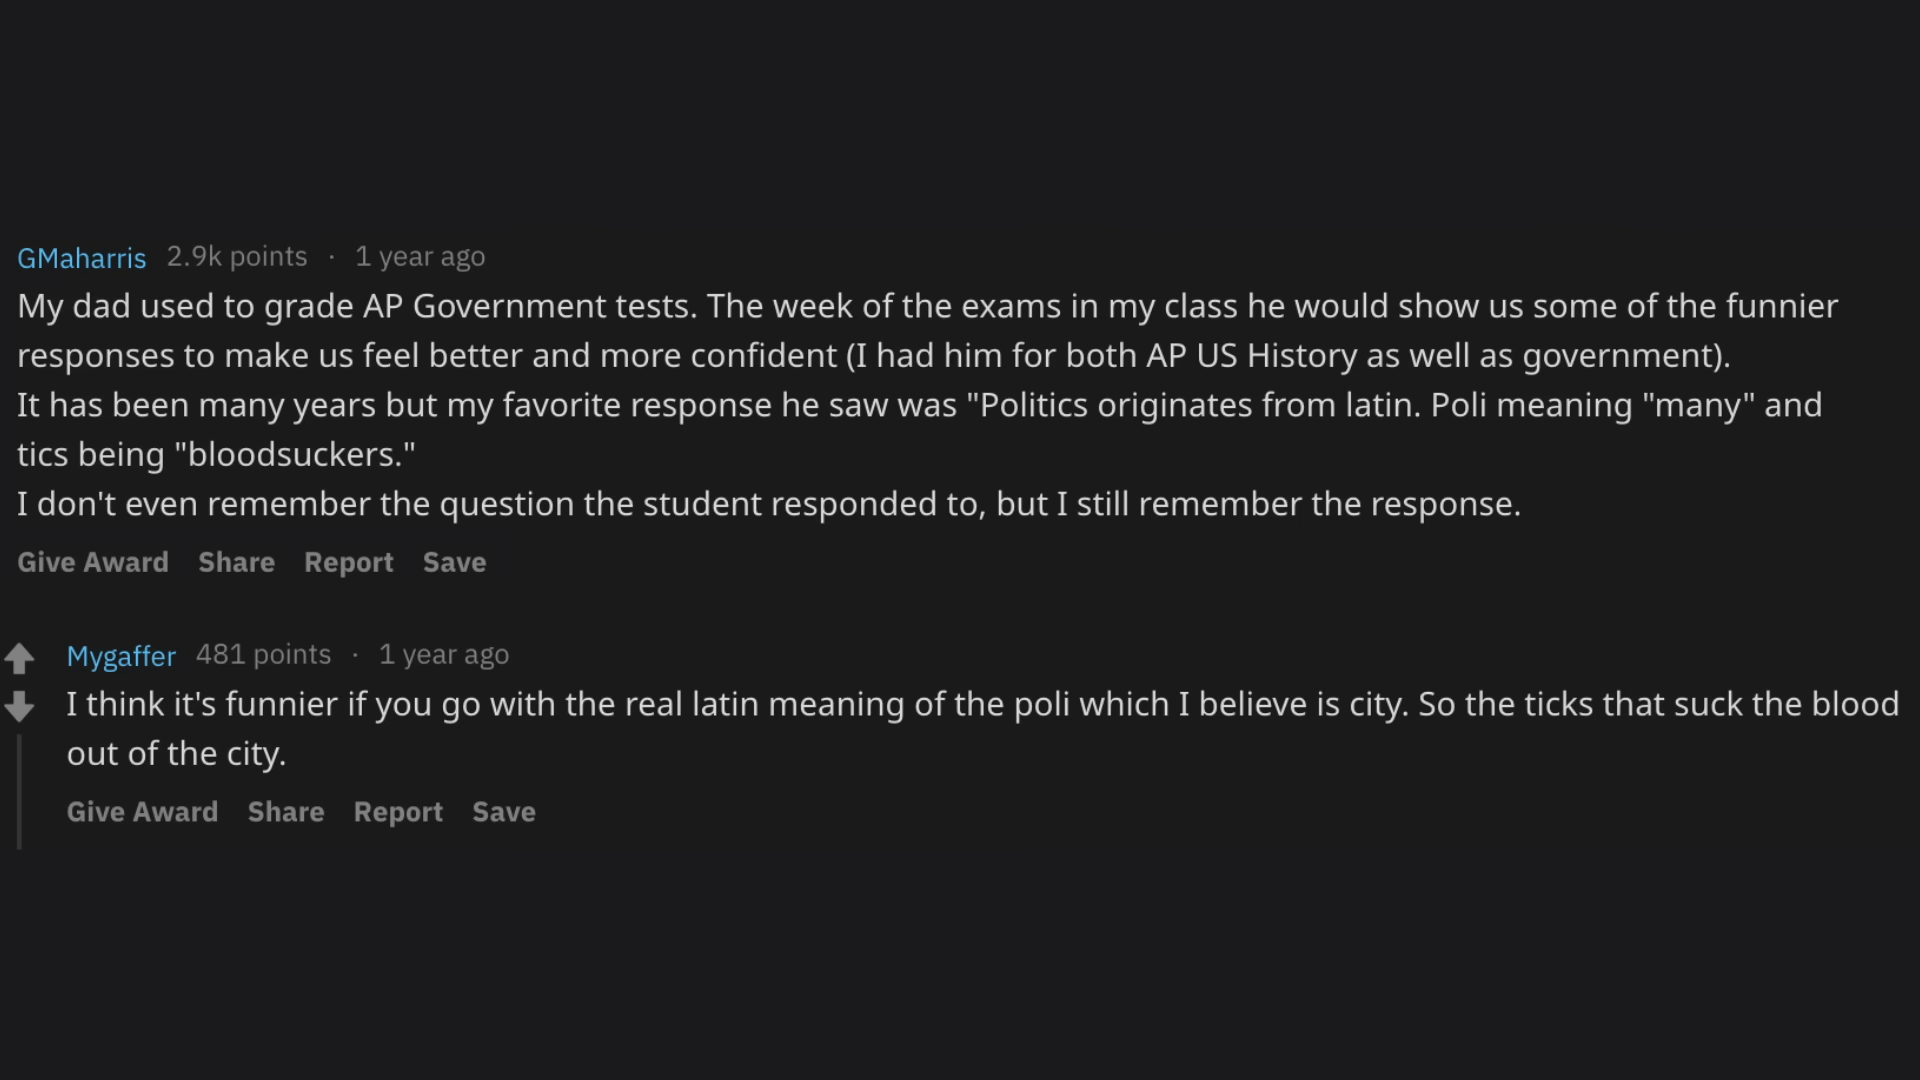 GMaharris 2.9k points · 1 year ago
My dad used to grade AP Government tests. The week of the exams in my class he would show us some of the funnier
responses to make us feel better and more confident (I had him for both AP US History as well as government).
It has been many years but my favorite response he saw was "Politics originates from latin. Poli meaning "many" and
tics being "bloodsuckers."
I don't even remember the question the student responded to, but I still remember the response.
Give Award Share Report Save
Mygaffer 481 points · 1 year ago
I think it's funnier if you go with the real latin meaning of the poli which I believe is city. So the ticks that suck the blood
out of the city.
Give Award Share Report Save